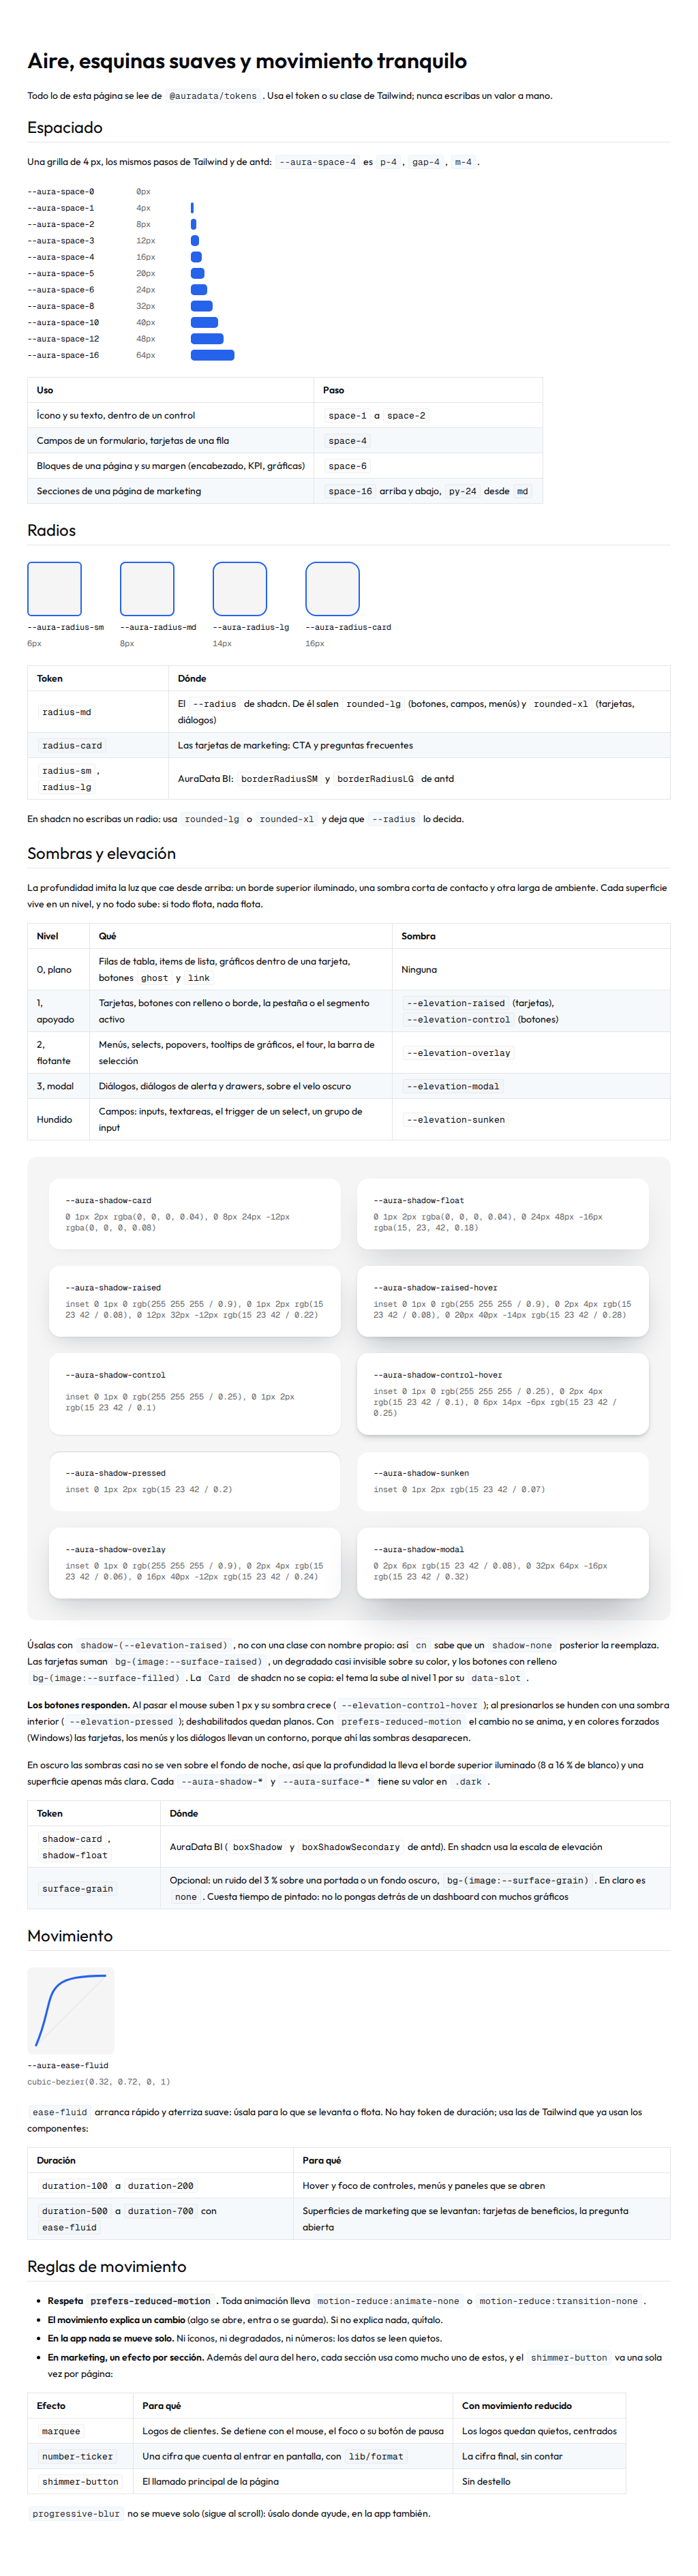 Aire, esquinas suaves y movimiento tranquilo
Todo lo de esta página se lee de @auradata/tokens . Usa el token o su clase de Tailwind; nunca escribas un valor a mano.
Espaciado
Una grilla de 4 px, los mismos pasos de Tailwind y de antd: --aura-space-4 es p-4 , gap-4 , m-4 .
--aura-space-0 0px
--aura-space-1 4px
--aura-space-2 8px
--aura-space-3 12px
--aura-space-4 16px
--aura-space-5 20px
--aura-space-6 24px
--aura-space-8 32px
--aura-space-10 40px
--aura-space-12 48px
--aura-space-16 64px
Uso Paso
Ícono y su texto, dentro de un control space-1 a space-2
Campos de un formulario, tarjetas de una fila space-4
Bloques de una página y su margen (encabezado, KPI, gráficas) space-6
Secciones de una página de marketing space-16 arriba y abajo, py-24 desde md
Radios
--aura-radius-sm --aura-radius-md --aura-radius-lg --aura-radius-card
6px 8px 14px 16px
Token Dónde
radius-md El --radius de shadcn. De él salen rounded-lg (botones, campos, menús) y rounded-xl (tarjetas,
diálogos)
radius-card Las tarjetas de marketing: CTA y preguntas frecuentes
radius-sm ,
radius-lg AuraData BI: borderRadiusSM y borderRadiusLG de antd
En shadcn no escribas un radio: usa rounded-lg o rounded-xl y deja que --radius lo decida.
Sombras y elevación
La profundidad imita la luz que cae desde arriba: un borde superior iluminado, una sombra corta de contacto y otra larga de ambiente. Cada superficie
vive en un nivel, y no todo sube: si todo flota, nada flota.
Nivel Qué Sombra
0, plano Filas de tabla, items de lista, gráficos dentro de una tarjeta,
botones ghost y link Ninguna
1,
apoyado Tarjetas, botones con relleno o borde, la pestaña o el segmento
activo --elevation-raised (tarjetas),
--elevation-control (botones)
2,
flotante Menús, selects, popovers, tooltips de gráficos, el tour, la barra de
selección --elevation-overlay
3, modal Diálogos, diálogos de alerta y drawers, sobre el velo oscuro --elevation-modal
Hundido Campos: inputs, textareas, el trigger de un select, un grupo de
input --elevation-sunken
--aura-shadow-card
0 1px 2px rgba(0, 0, 0, 0.04), 0 8px 24px -12px
rgba(0, 0, 0, 0.08)
--aura-shadow-float
0 1px 2px rgba(0, 0, 0, 0.04), 0 24px 48px -16px
rgba(15, 23, 42, 0.18)
--aura-shadow-raised
inset 0 1px 0 rgb(255 255 255 / 0.9), 0 1px 2px rgb(15
23 42 / 0.08), 0 12px 32px -12px rgb(15 23 42 / 0.22)
--aura-shadow-raised-hover
inset 0 1px 0 rgb(255 255 255 / 0.9), 0 2px 4px rgb(15
23 42 / 0.08), 0 20px 40px -14px rgb(15 23 42 / 0.28)
--aura-shadow-control
inset 0 1px 0 rgb(255 255 255 / 0.25), 0 1px 2px
rgb(15 23 42 / 0.1)
--aura-shadow-control-hover
inset 0 1px 0 rgb(255 255 255 / 0.25), 0 2px 4px
rgb(15 23 42 / 0.1), 0 6px 14px -6px rgb(15 23 42 /
0.25)
--aura-shadow-pressed
inset 0 1px 2px rgb(15 23 42 / 0.2)
--aura-shadow-sunken
inset 0 1px 2px rgb(15 23 42 / 0.07)
--aura-shadow-overlay
inset 0 1px 0 rgb(255 255 255 / 0.9), 0 2px 4px rgb(15
23 42 / 0.06), 0 16px 40px -12px rgb(15 23 42 / 0.24)
--aura-shadow-modal
0 2px 6px rgb(15 23 42 / 0.08), 0 32px 64px -16px
rgb(15 23 42 / 0.32)
Úsalas con shadow-(--elevation-raised) , no con una clase con nombre propio: así cn sabe que un shadow-none posterior la reemplaza.
Las tarjetas suman bg-(image:--surface-raised) , un degradado casi invisible sobre su color, y los botones con relleno
bg-(image:--surface-filled) . La Card de shadcn no se copia: el tema la sube al nivel 1 por su data-slot .
Los botones responden. Al pasar el mouse suben 1 px y su sombra crece ( --elevation-control-hover ); al presionarlos se hunden con una sombra
interior ( --elevation-pressed ); deshabilitados quedan planos. Con prefers-reduced-motion el cambio no se anima, y en colores forzados
(Windows) las tarjetas, los menús y los diálogos llevan un contorno, porque ahí las sombras desaparecen.
En oscuro las sombras casi no se ven sobre el fondo de noche, así que la profundidad la lleva el borde superior iluminado (8 a 16 % de blanco) y una
superficie apenas más clara. Cada --aura-shadow-* y --aura-surface-* tiene su valor en .dark .
Token Dónde
shadow-card ,
shadow-float AuraData BI ( boxShadow y boxShadowSecondary de antd). En shadcn usa la escala de elevación
surface-grain Opcional: un ruido del 3 % sobre una portada o un fondo oscuro, bg-(image:--surface-grain) . En claro es
none . Cuesta tiempo de pintado: no lo pongas detrás de un dashboard con muchos gráficos
Movimiento
--aura-ease-fluid
cubic-bezier(0.32, 0.72, 0, 1)
ease-fluid arranca rápido y aterriza suave: úsala para lo que se levanta o flota. No hay token de duración; usa las de Tailwind que ya usan los
componentes:
Duración Para qué
duration-100 a duration-200 Hover y foco de controles, menús y paneles que se abren
duration-500 a duration-700 con
ease-fluid Superficies de marketing que se levantan: tarjetas de beneficios, la pregunta
abierta
Reglas de movimiento
Respeta prefers-reduced-motion . Toda animación lleva motion-reduce:animate-none o motion-reduce:transition-none .
El movimiento explica un cambio (algo se abre, entra o se guarda). Si no explica nada, quítalo.
En la app nada se mueve solo. Ni íconos, ni degradados, ni números: los datos se leen quietos.
En marketing, un efecto por sección. Además del aura del hero, cada sección usa como mucho uno de estos, y el shimmer-button va una sola
vez por página:
Efecto Para qué Con movimiento reducido
marquee Logos de clientes. Se detiene con el mouse, el foco o su botón de pausa Los logos quedan quietos, centrados
number-ticker Una cifra que cuenta al entrar en pantalla, con lib/format La cifra final, sin contar
shimmer-button El llamado principal de la página Sin destello
progressive-blur no se mueve solo (sigue al scroll): úsalo donde ayude, en la app también.